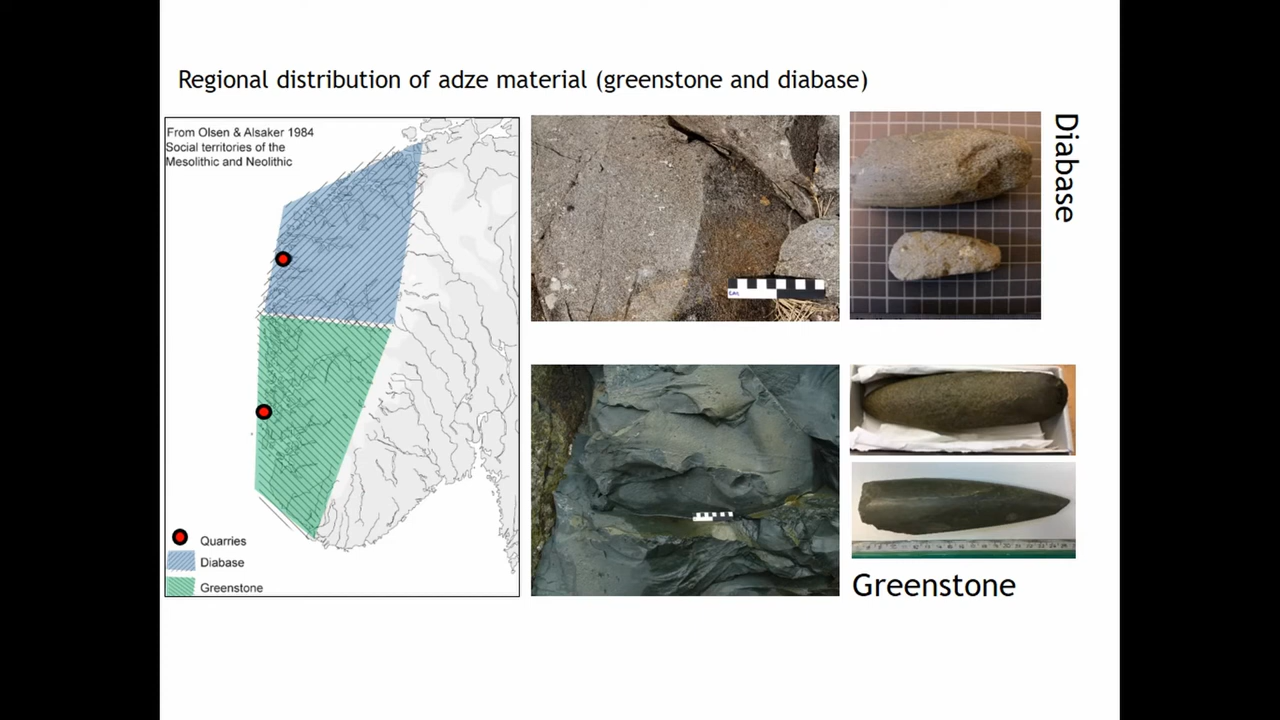 Regional distribution of adze material (greenstone and diabase)
From Olsen & Alsaker 1984
Social territories of the
Mesolithic and Neolithic
Quarries
Diabase
Greenstone
Diabase
Greenstone